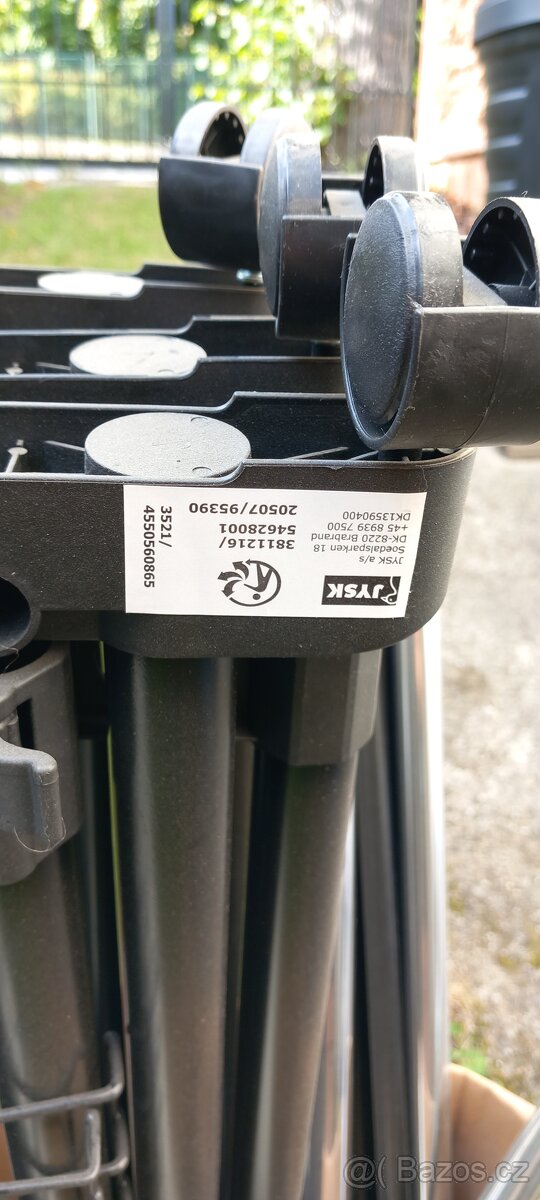 JYSK
JYSK a/s
Soedalsparken 18
DK-8220 Brabrand
+45 8939 7500
DK13590400
3811216/
54628001
20507/95390
3521/
4550560865
Bazos.cz